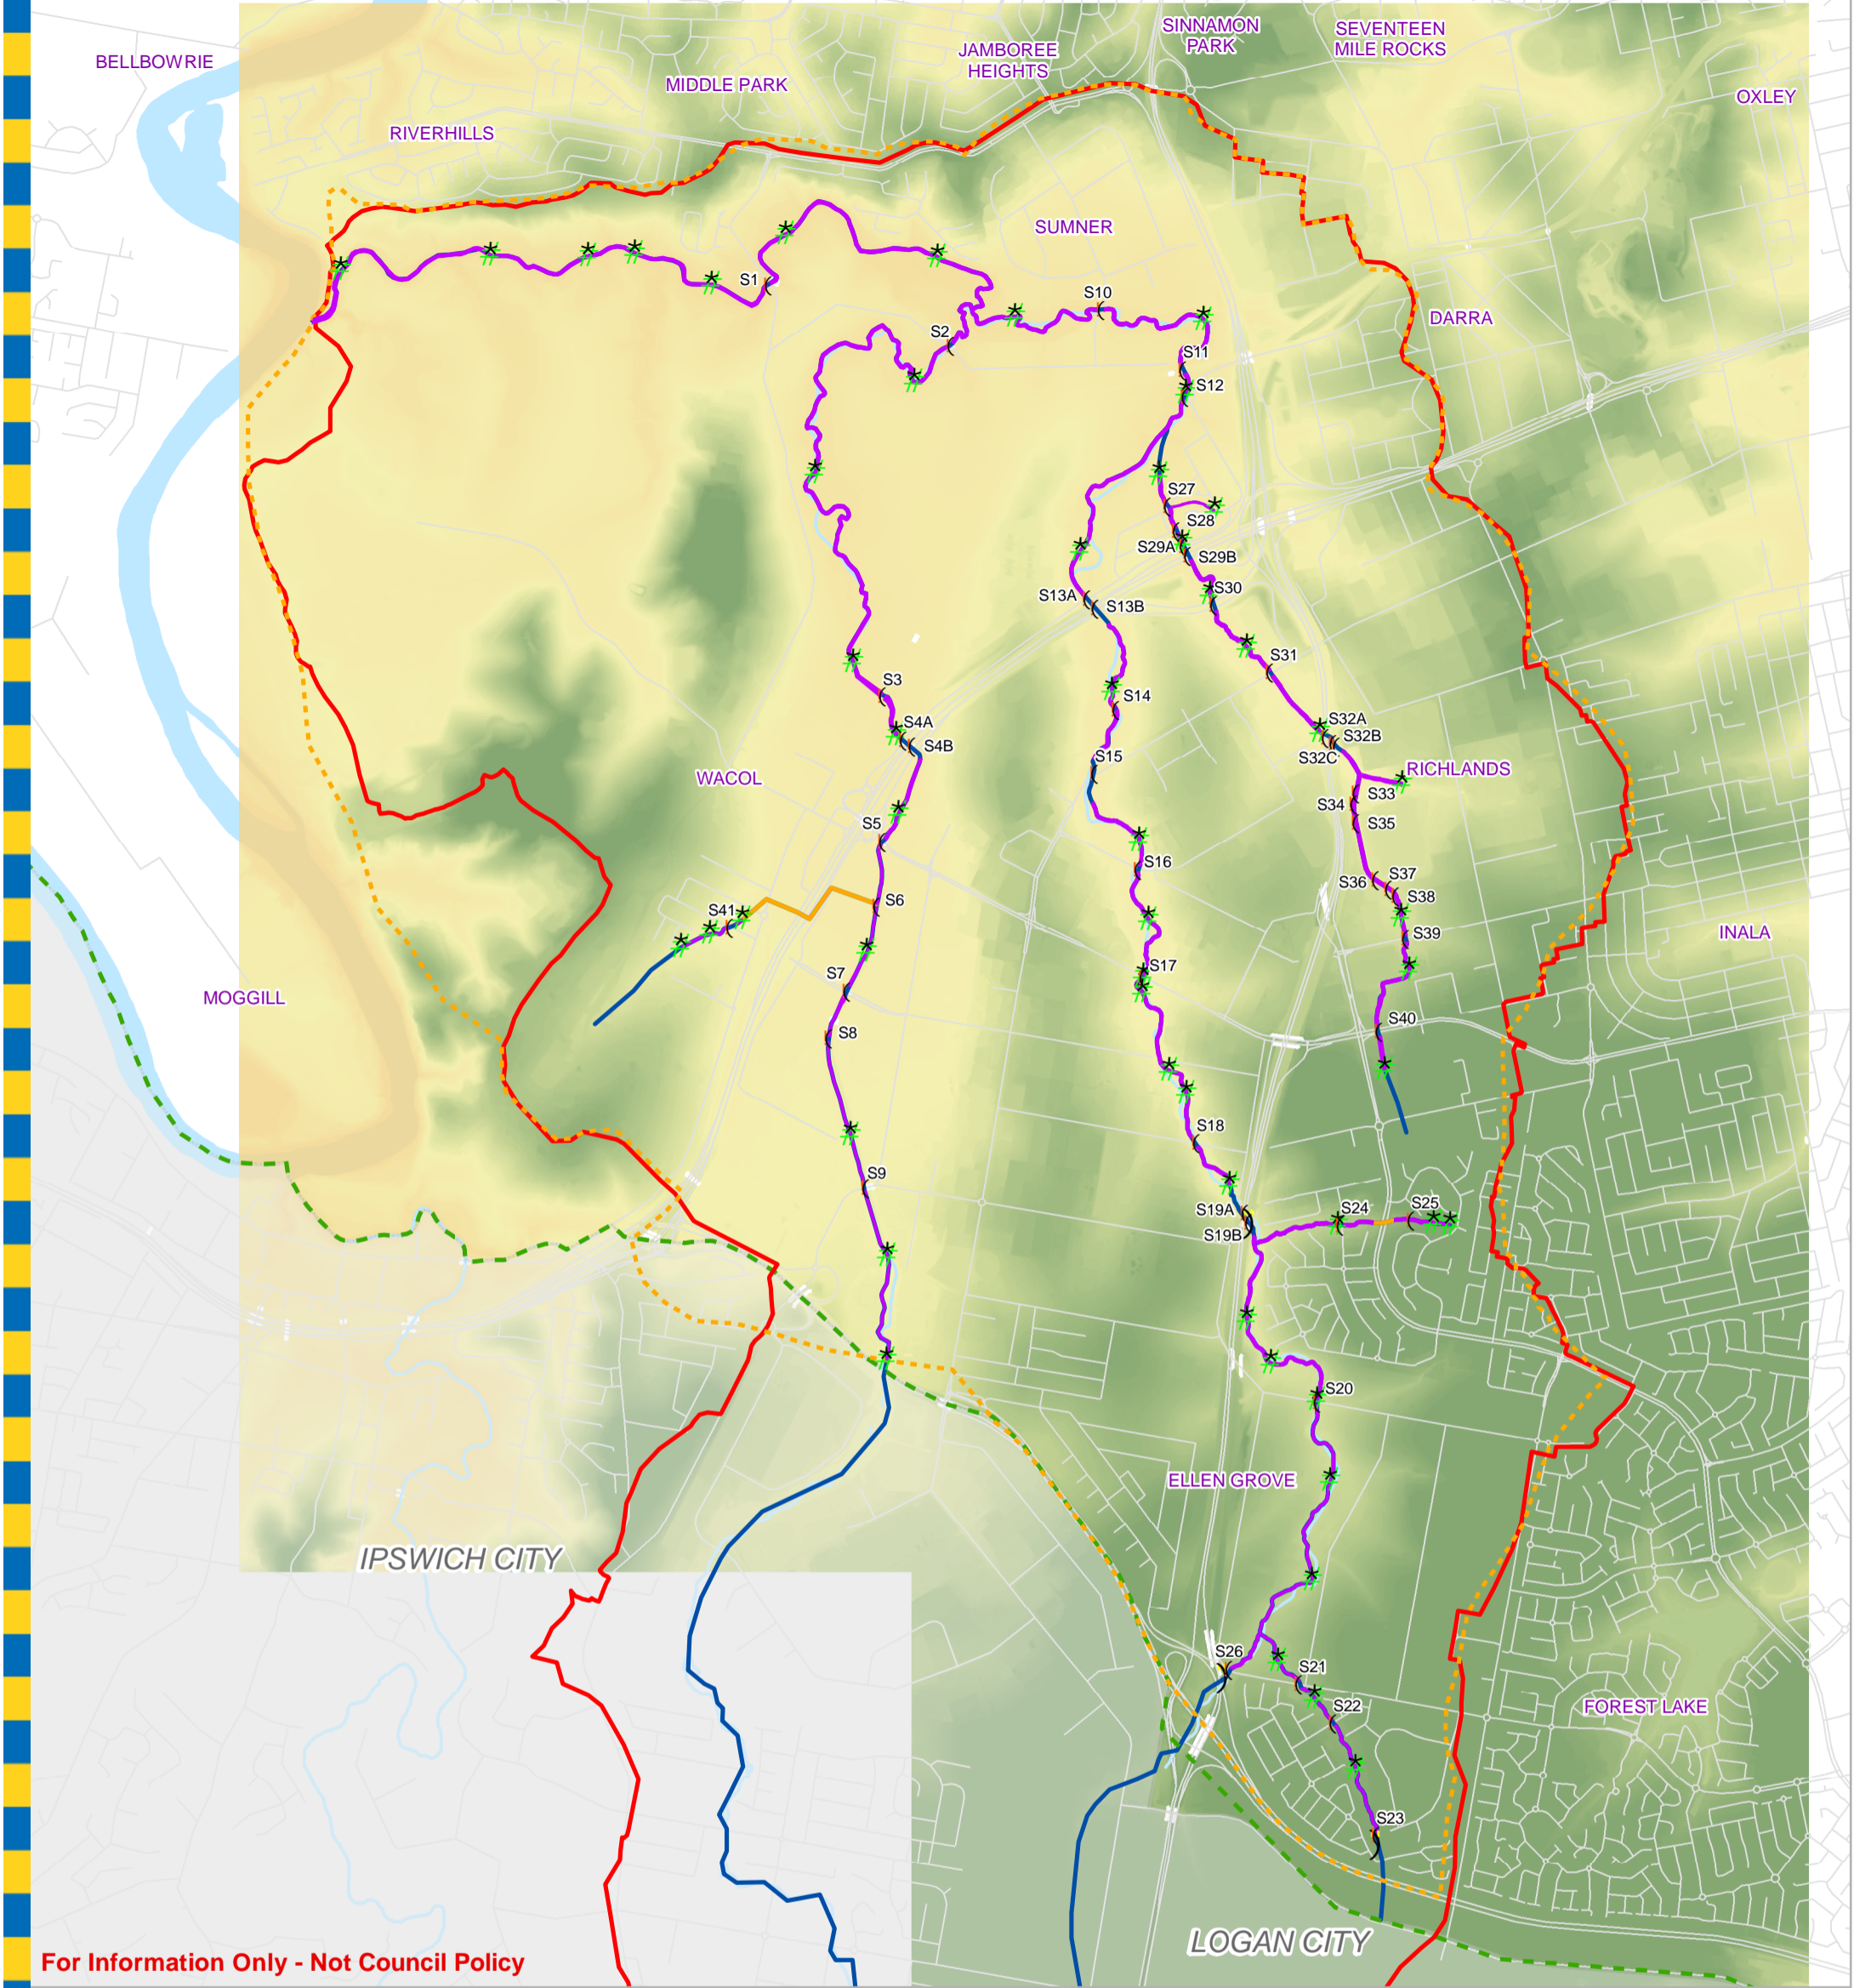 SINNAMON
PARK
SEVENTEEN
MILE ROCKS
JAMBOREE
HEIGHTS
BELLBOWRIE
MIDDLE PARK
OXLEY
RIVERHILLS
SUMNER
S1
S10
DARRA
S2
S11
S12
S27
S28
S29A
S29B
S30
S13A
S13B
S31
S3
S14
S4A
S4B
S32A
S32B
S32C
S15
WACOL
RICHLANDS
S33
S34
S35
S5
S16
S37
S36
S38
S6
S41
S39
INALA
S17
S7
MOGGILL
S8
S40
S18
S9
S19A
S24
S25
S19B
S20
ELLEN GROVE
IPSWICH CITY
S26
S21
S22
FOREST LAKE
S23
LOGAN CITY
For Information Only - Not Council Policy